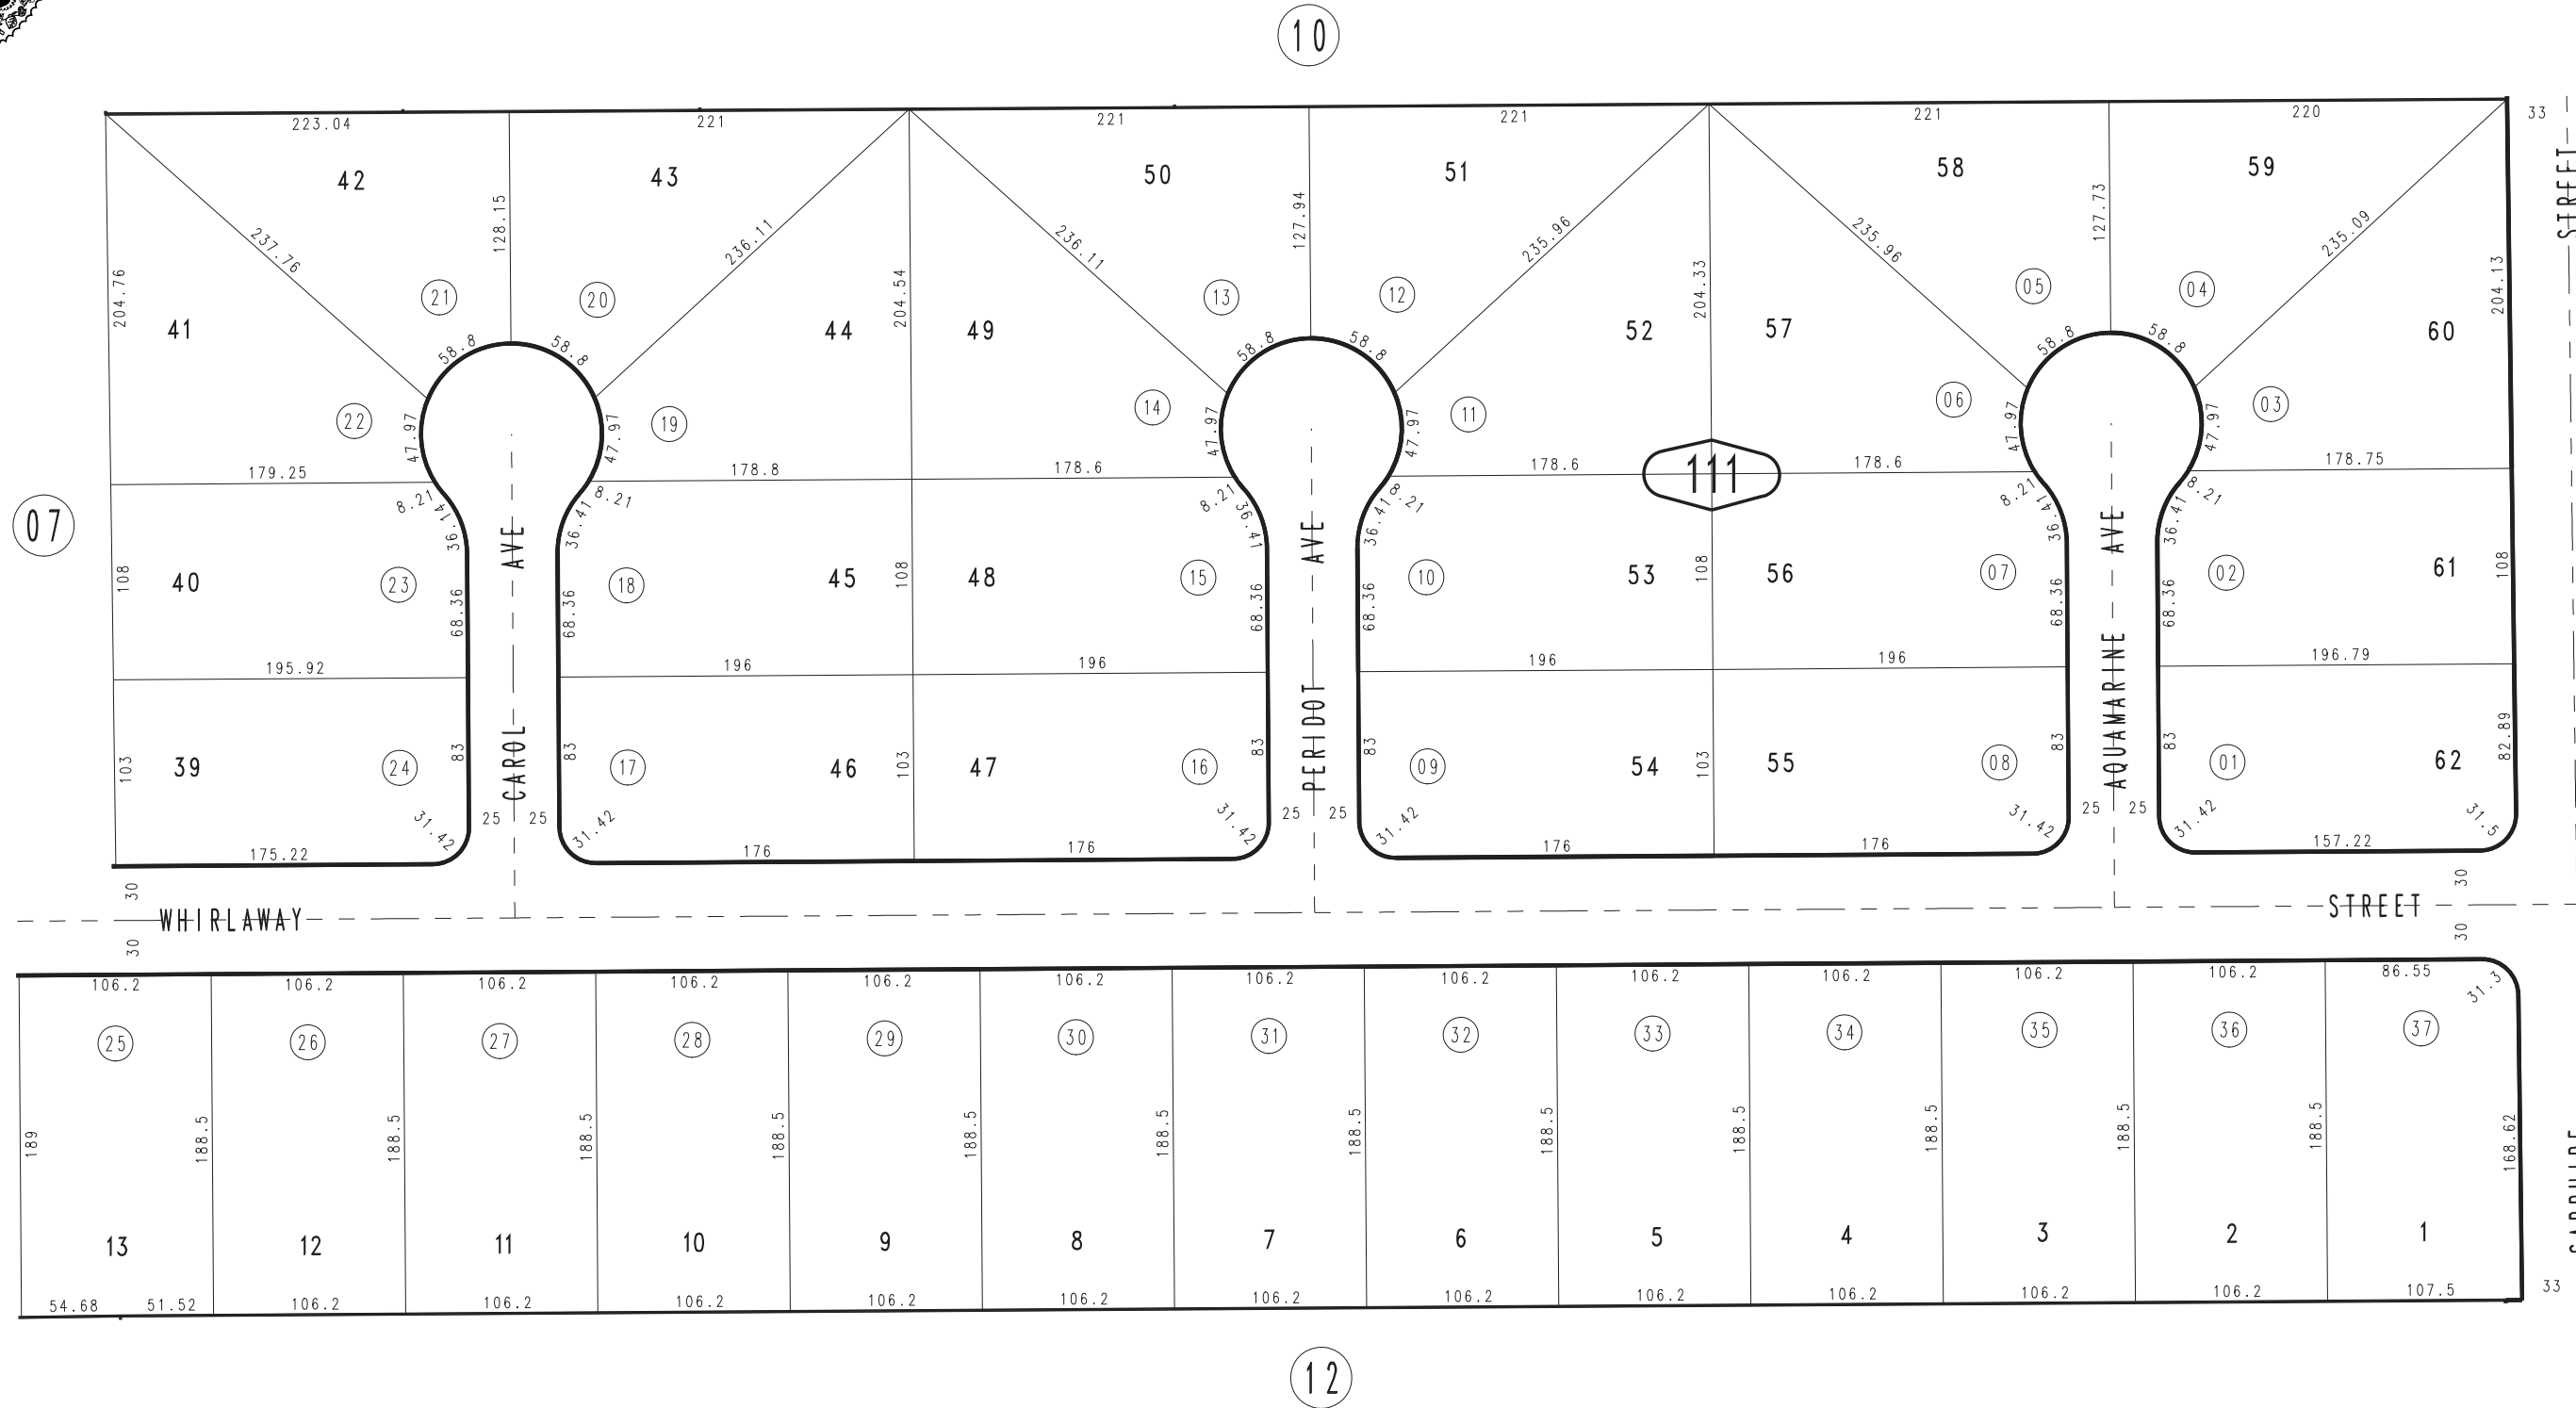 10
33
223.04 221 221 221 221 220
42 43 50 51 58 59
STREET
237.76 128.15 236.11 236.11 127.94 235.96 235.96 127.73 235.09
204.76 204.54 204.33 204.13
21 20 13 12 05 04
41 44 49 52 57 60
58.8 58.8 58.8 58.8 58.8 58.8
22 19 14 11 06 03
47.97 47.97 47.97 47.97 47.97 47.97
179.25 178.8 178.6 178.6 111 178.6 178.75
8.21 8.21 8.21 8.21 8.21 8.21
07
36.14 36.41 36.41 36.41 36.41
40 23 18 45 48 15 10 53 56 07 02 61
108 108 108 108
68.36 68.36 68.36 68.36 68.36 68.36
195.92 196 196 196 196 196.79
CAROL AVE
PERIDOT AVE
AQUAMARINE AVE
39 24 17 46 47 16 09 54 55 08 01 62
103 83 83 103 83 83 103 83 83 82.89
25 25 25 25 25 25
31.42 31.42 31.42 31.42 31.42 31.42 31.5
175.22 176 176 176 176 157.22
30 30
WHIRLAWAY STREET
30 30
106.2 106.2 106.2 106.2 106.2 106.2 106.2 106.2 106.2 106.2 106.2 106.2 86.55
31.3
25 26 27 28 29 30 31 32 33 34 35 36 37
189 188.5 188.5 188.5 188.5 188.5 188.5 188.5 188.5 188.5 188.5 188.5 188.5 168.62
13 12 11 10 9 8 7 6 5 4 3 2 1
54.68 51.52 106.2 106.2 106.2 106.2 106.2 106.2 106.2 106.2 106.2 106.2 106.2 107.5
33
12